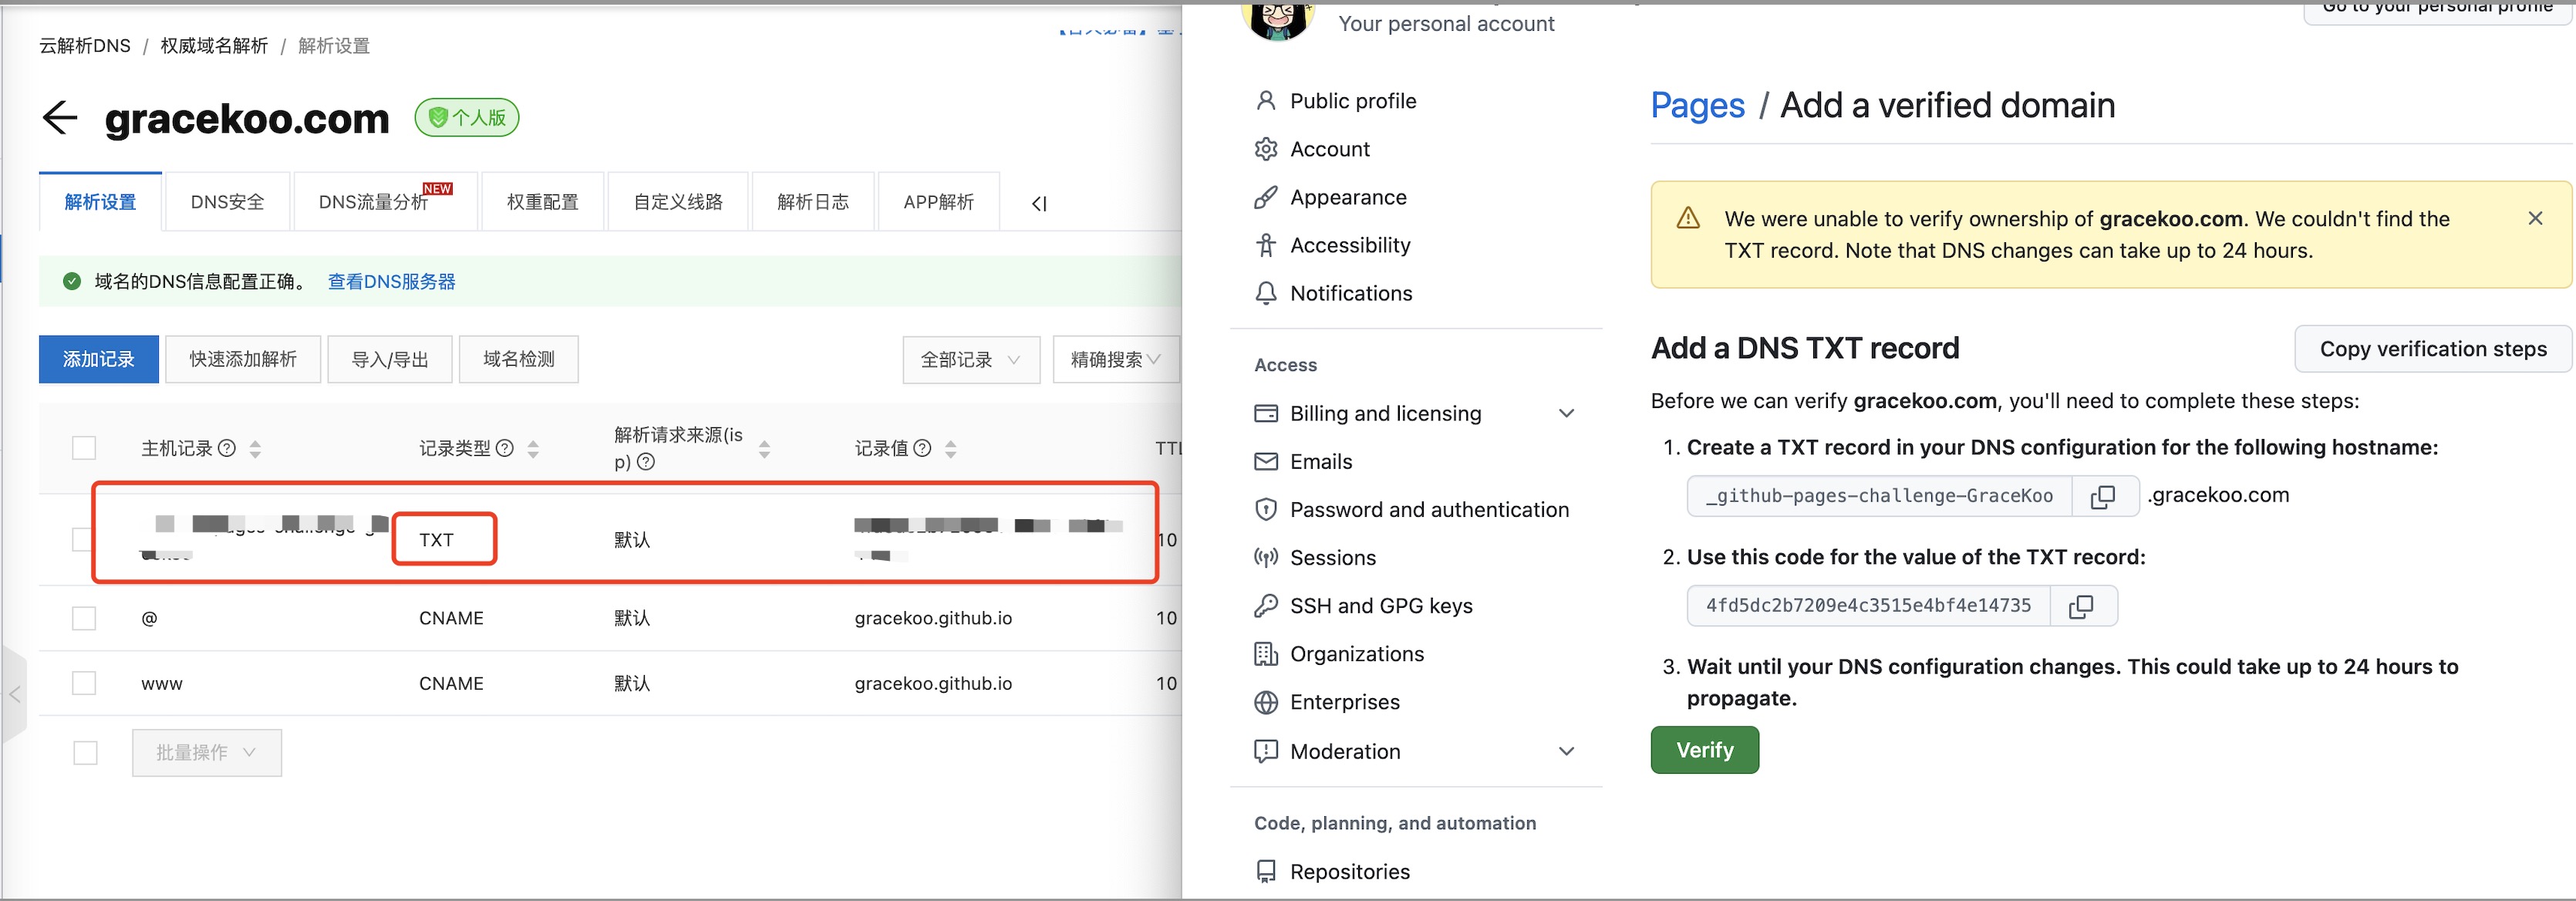 云解析DNS / 权威域名解析 / 解析设置
gracekoo.com 个人版
解析设置 DNS安全 DNS流量分析 NEW 权重配置 自定义线路 解析日志 APP解析
域名的DNS信息配置正确。 查看DNS服务器
添加记录 快速添加解析 导入/导出 域名检测 全部记录 精确搜索
主机记录 记录类型 解析请求来源(is
p) 记录值 TTL
TXT 默认 10
@ CNAME 默认 gracekoo.github.io 10
www CNAME 默认 gracekoo.github.io 10
批量操作
Your personal account
Go to your personal profile
Public profile
Account
Appearance
Accessibility
Notifications
Access
Billing and licensing
Emails
Password and authentication
Sessions
SSH and GPG keys
Organizations
Enterprises
Moderation
Code, planning, and automation
Repositories
Pages / Add a verified domain
We were unable to verify ownership of gracekoo.com. We couldn't find the
TXT record. Note that DNS changes can take up to 24 hours.
Add a DNS TXT record Copy verification steps
Before we can verify gracekoo.com, you'll need to complete these steps:
1. Create a TXT record in your DNS configuration for the following hostname:
_github-pages-challenge-GraceKoo .gracekoo.com
2. Use this code for the value of the TXT record:
4fd5dc2b7209e4c3515e4bf4e14735
3. Wait until your DNS configuration changes. This could take up to 24 hours to
propagate.
Verify